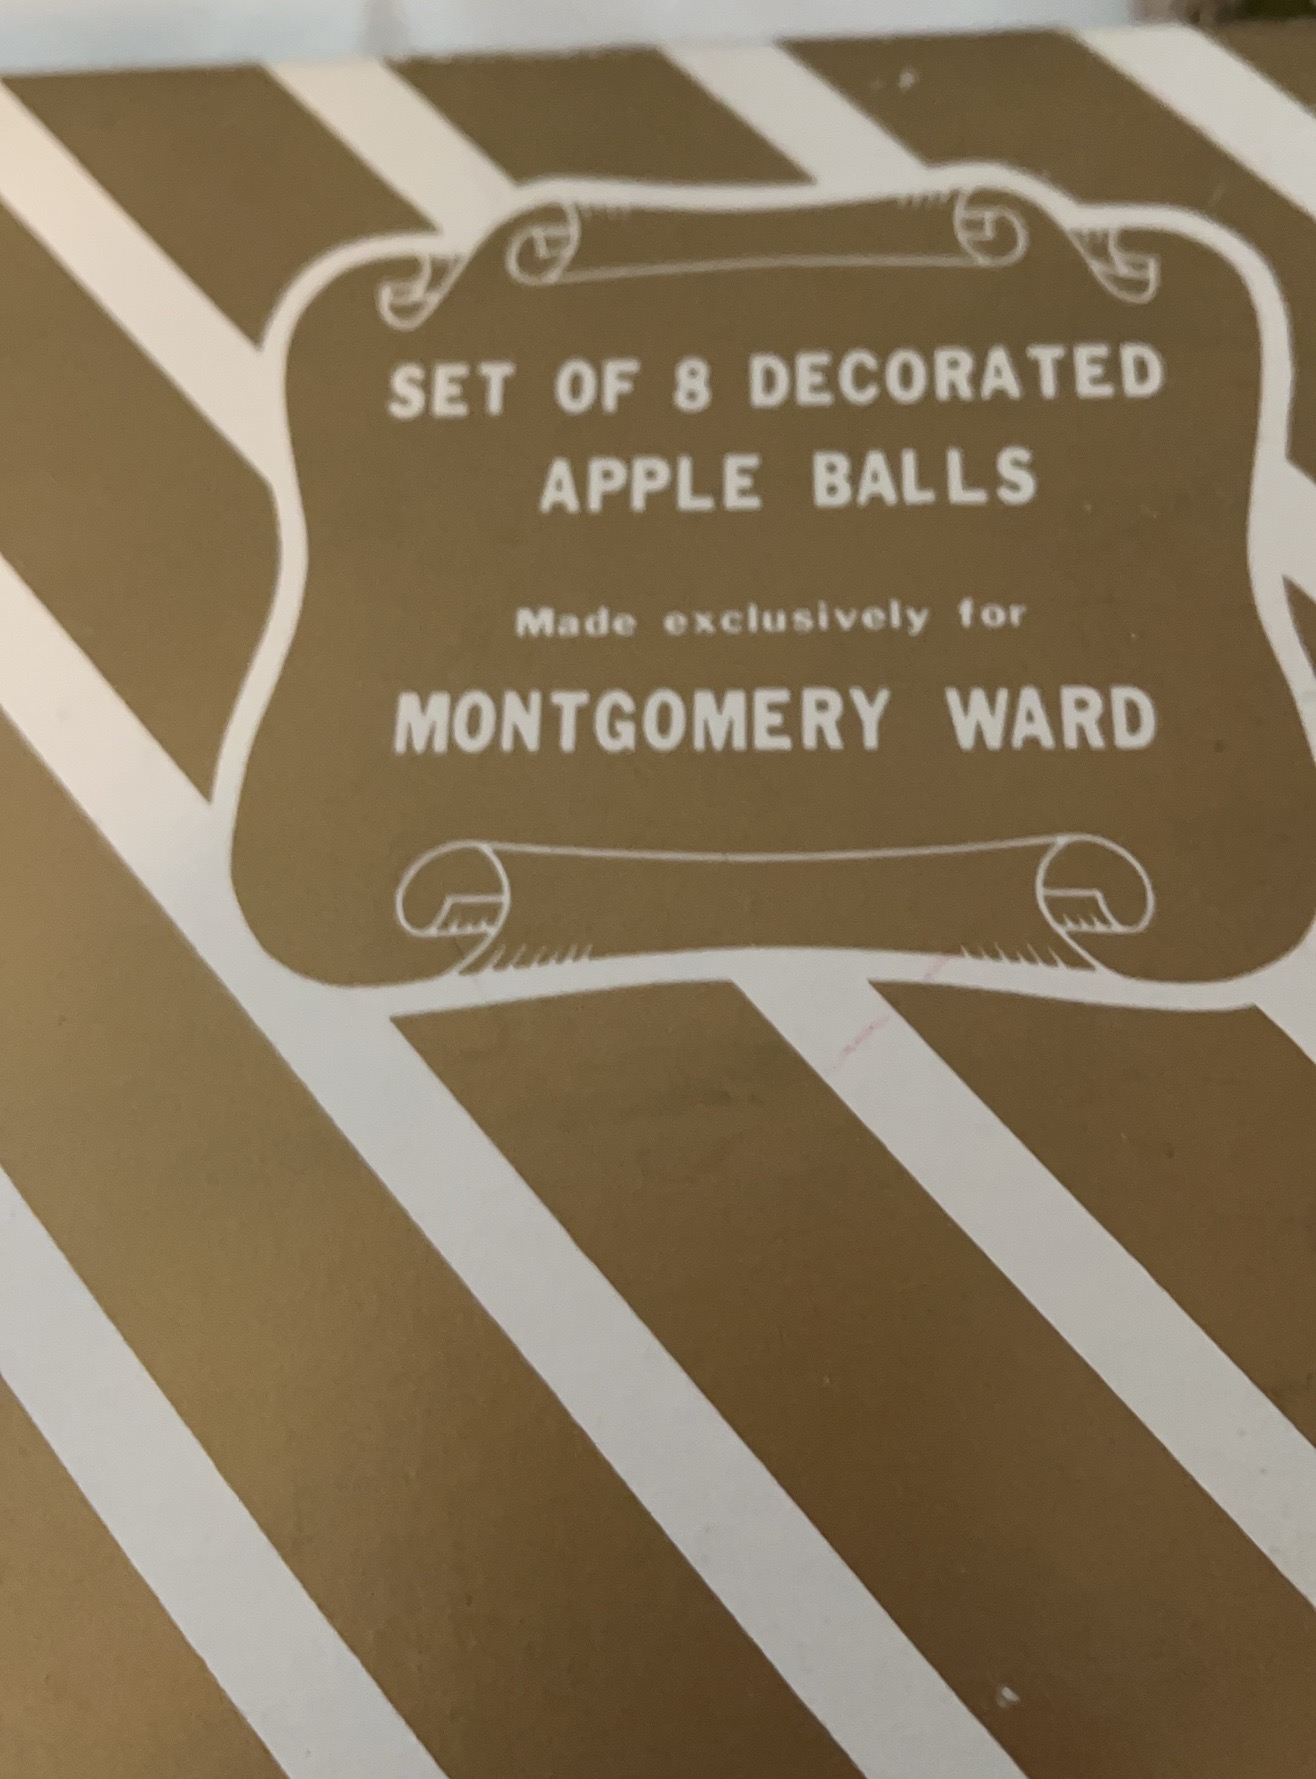 SET OF 8 DECORATED
APPLE BALLS
Made exclusively for
MONTGOMERY WARD